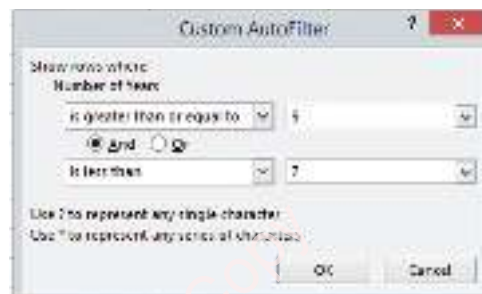 Custom AutoFilter ?
Show rows where
Number of Years
is greater than or equal to
And Or
is less than 7
Use ? to represent any single character
Use * to represent any series of characters
OK Cancel